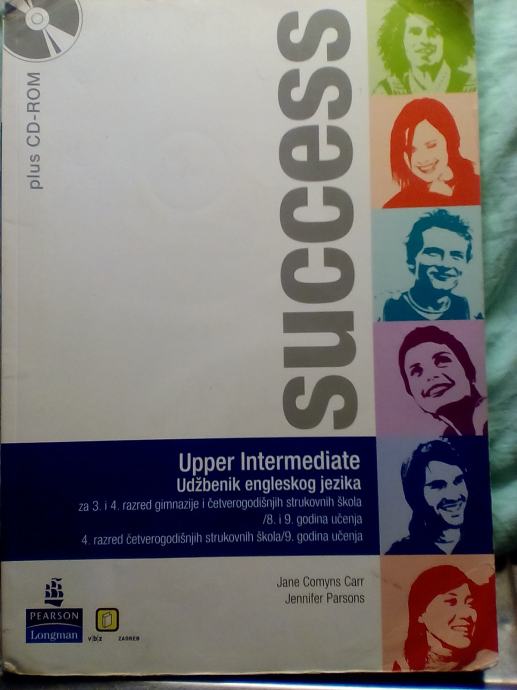 plus CD-ROM
success
Upper Intermediate
Udžbenik engleskog jezika
za 3. i 4. razred gimnazije i četverogodišnjih strukovnih škola
/8. i 9. godina učenja
4. razred četverogodišnjih strukovnih škola/9. godina učenja
Jane Comyns Carr
Jennifer Parsons
PEARSON
Longman
v|b|z ZAGREB